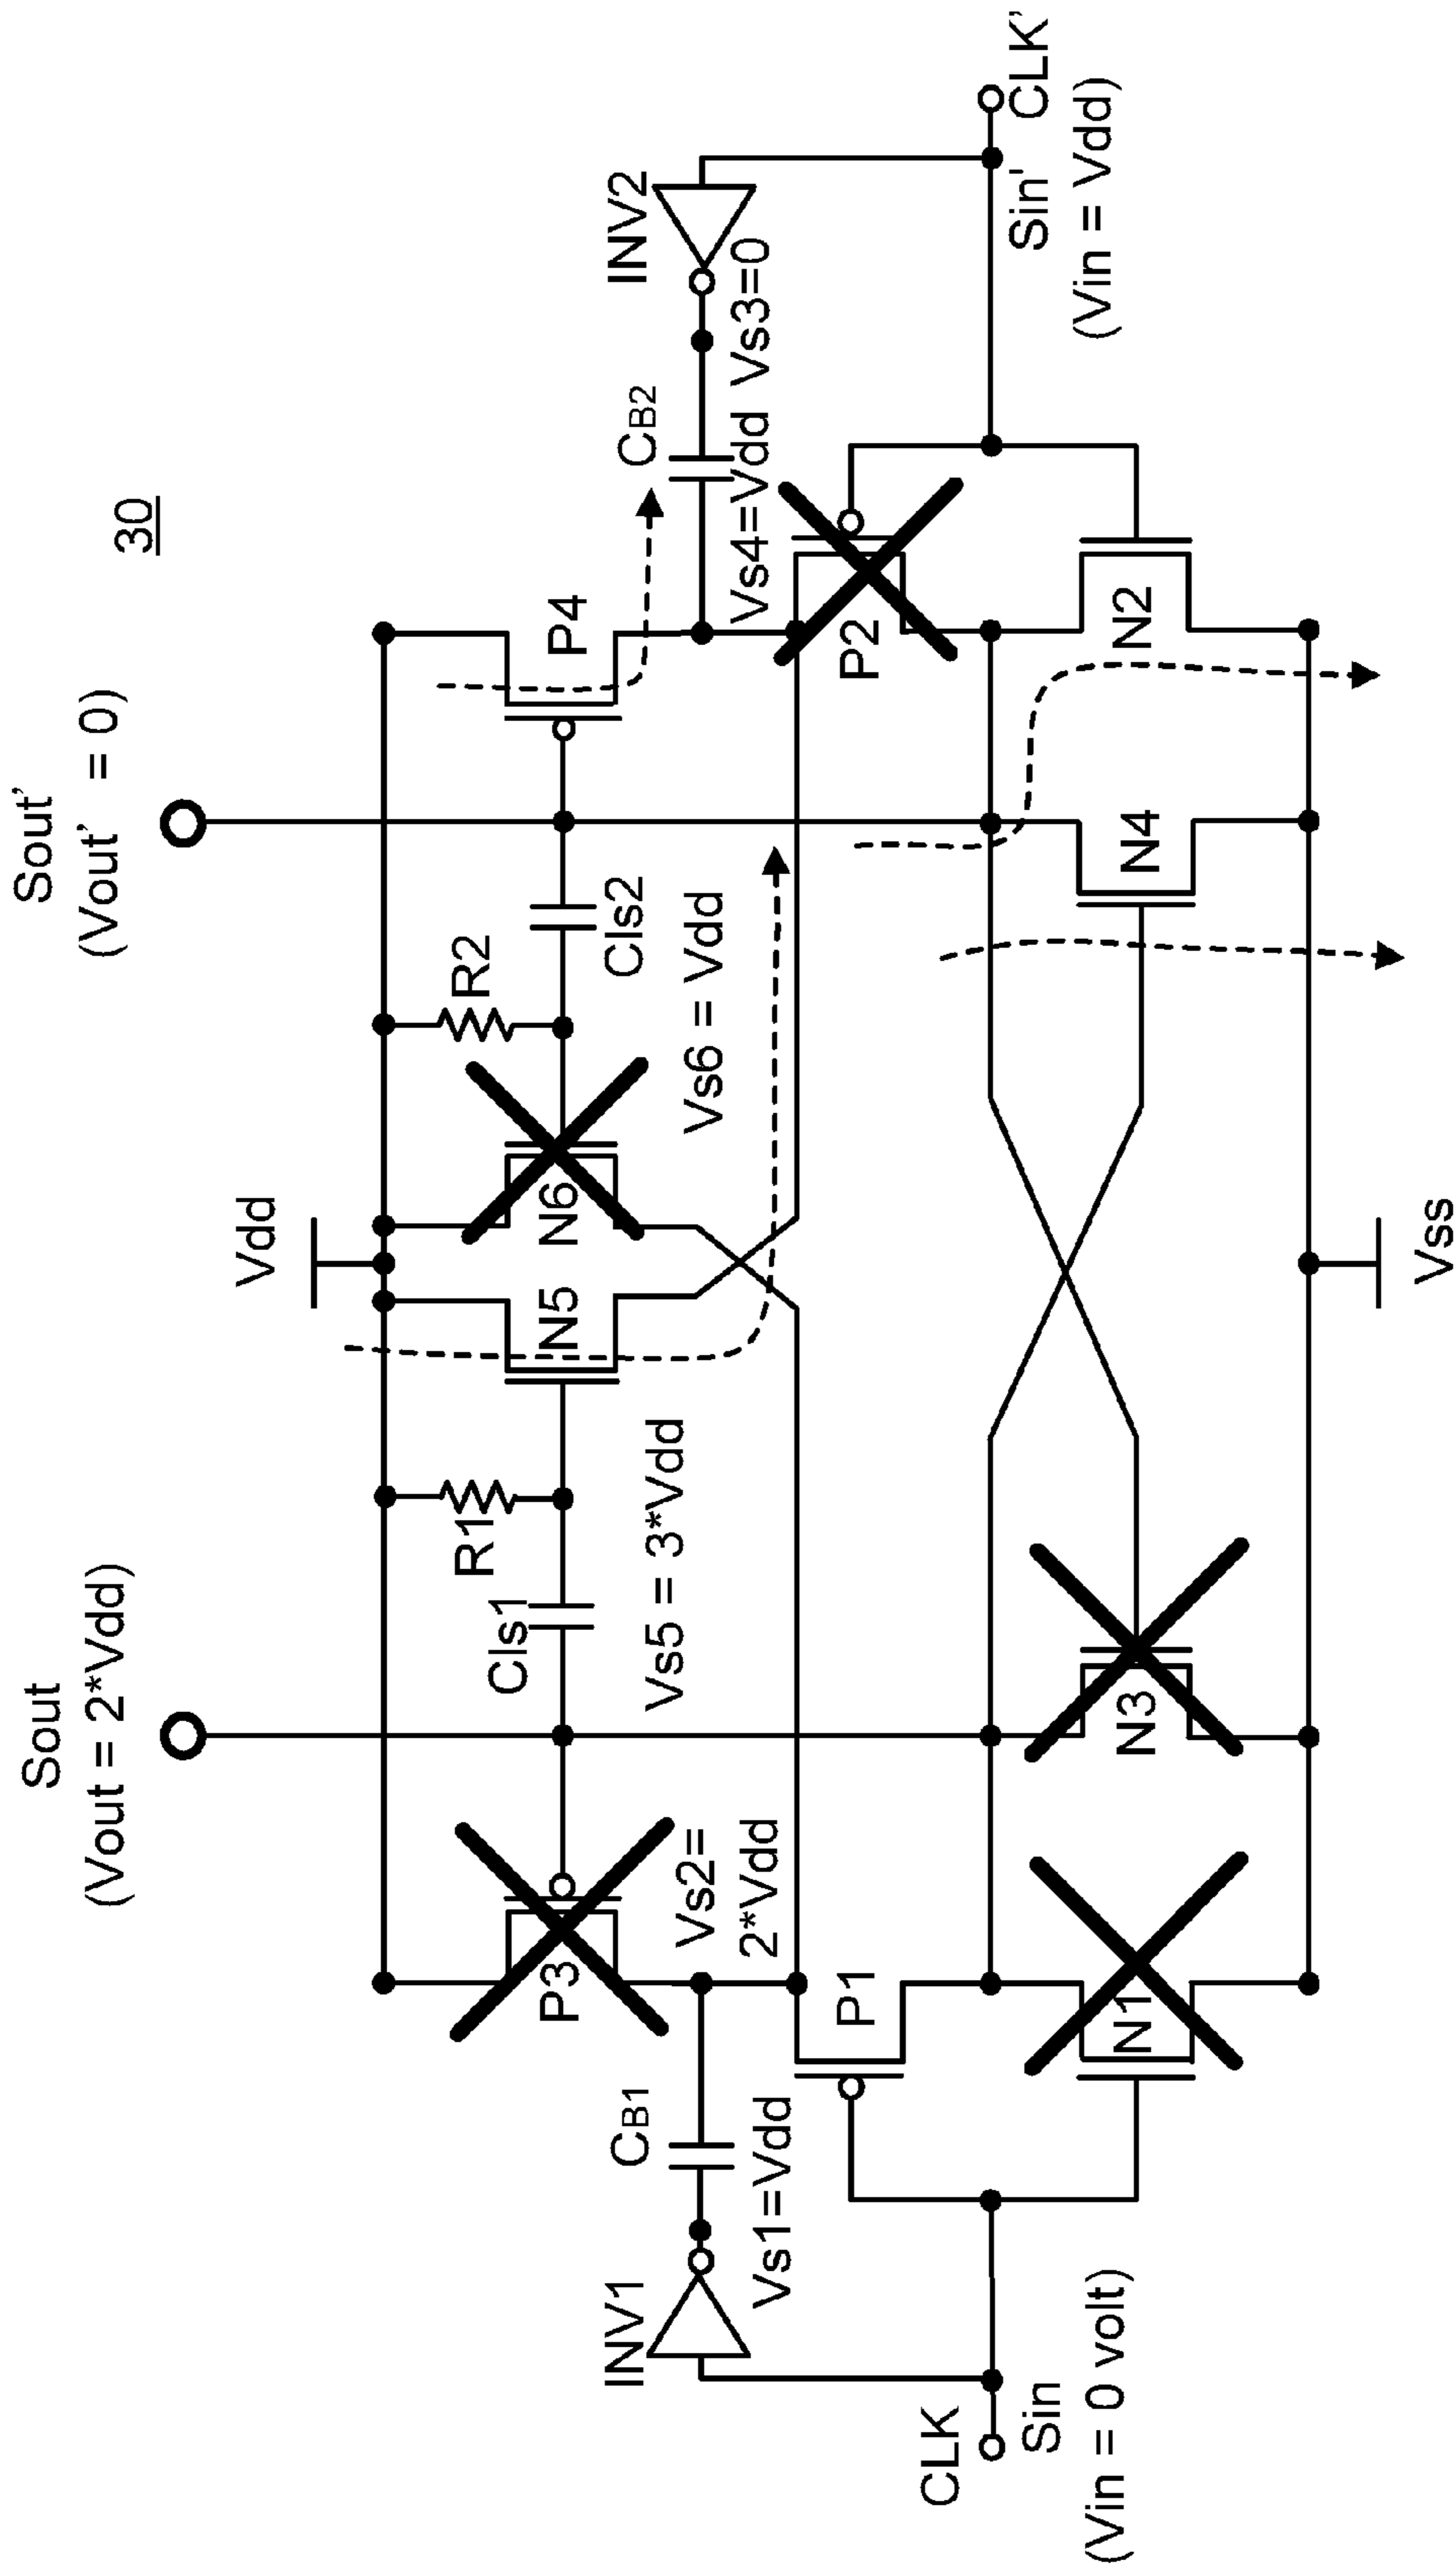 30
Sout
(Vout = 2*Vdd)
Sout'
(Vout' = 0)
Vdd
P3
Cls1
R1
N5
N6
R2
Cls2
P4
CB2
INV2
INV1
CB1
Vs1=Vdd
Vs2=
2*Vdd
Vs5 = 3*Vdd
Vs6 = Vdd
Vs4=Vdd
Vs3=0
P1
P2
CLK
Sin
(Vin = 0 volt)
N1
N3
N4
N2
Sin'
CLK'
(Vin = Vdd)
Vss